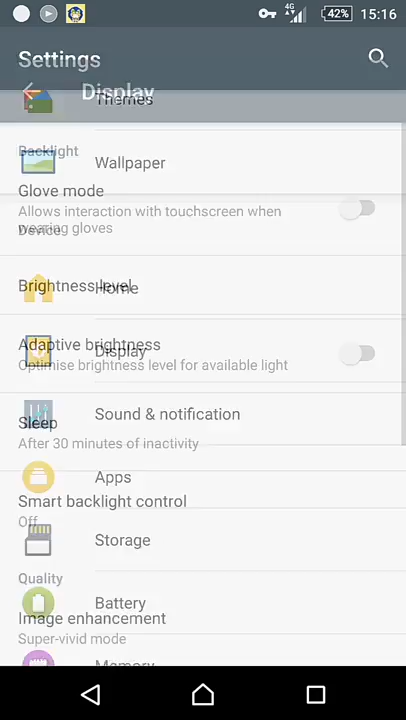 4G
42%
15:16
Settings
Display
Themes
Backlight
Wallpaper
Glove mode
Allows interaction with touchscreen when
wearing gloves
Device
Brightness level
Home
Adaptive brightness
Display
Optimise brightness level for available light
Sound & notification
Sleep
After 30 minutes of inactivity
Apps
Smart backlight control
Off
Storage
Quality
Battery
Image enhancement
Super-vivid mode
Memory